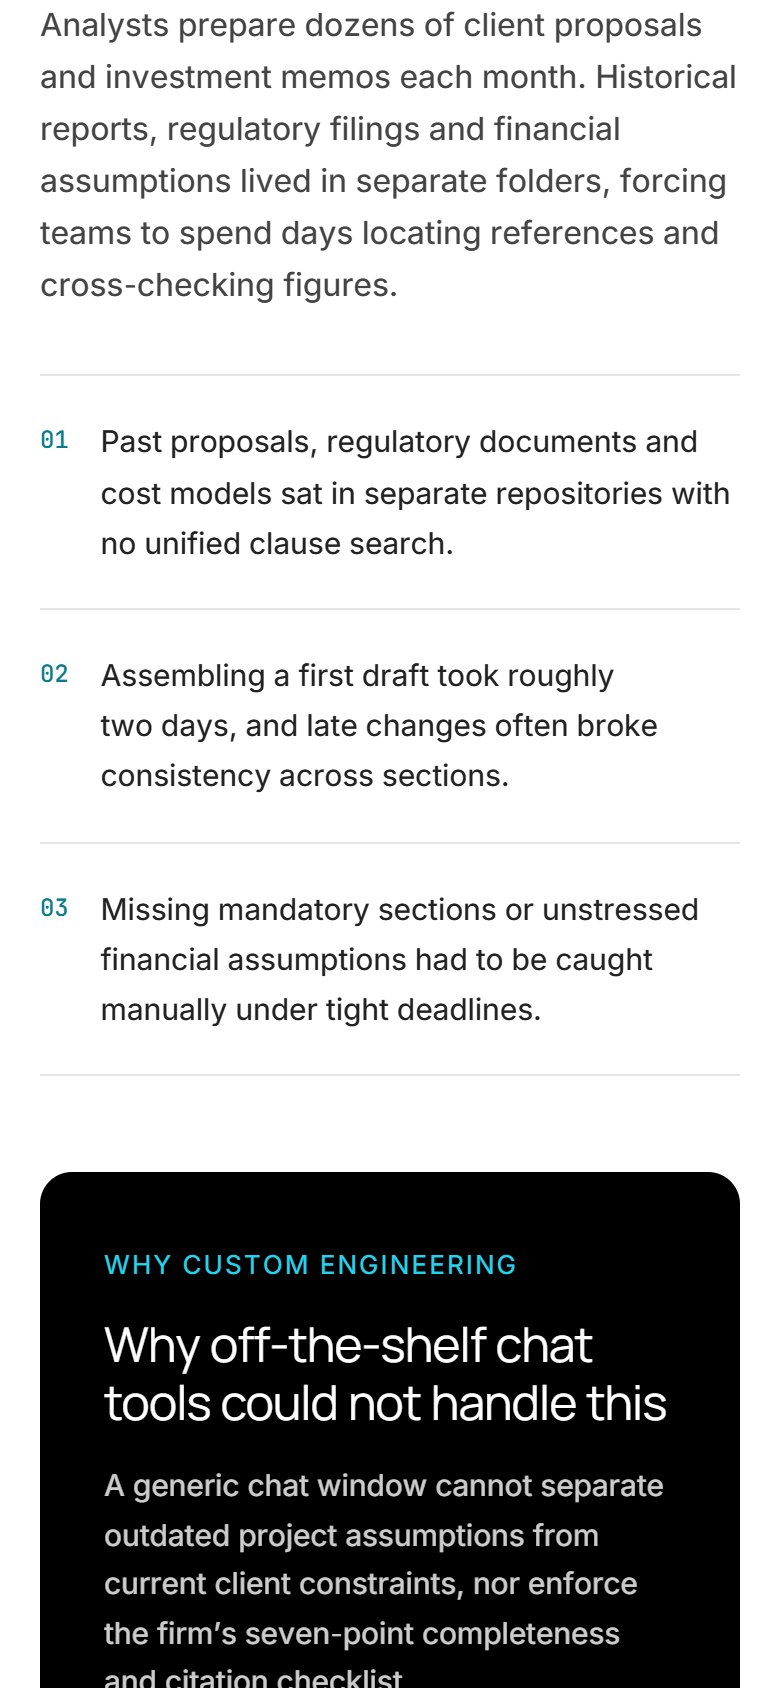 Analysts prepare dozens of client proposals
and investment memos each month. Historical
reports, regulatory filings and financial
assumptions lived in separate folders, forcing
teams to spend days locating references and
cross-checking figures.
01 Past proposals, regulatory documents and
cost models sat in separate repositories with
no unified clause search.
02 Assembling a first draft took roughly
two days, and late changes often broke
consistency across sections.
03 Missing mandatory sections or unstressed
financial assumptions had to be caught
manually under tight deadlines.
WHY CUSTOM ENGINEERING
Why off-the-shelf chat
tools could not handle this
A generic chat window cannot separate
outdated project assumptions from
current client constraints, nor enforce
the firm’s seven-point completeness
and citation checklist